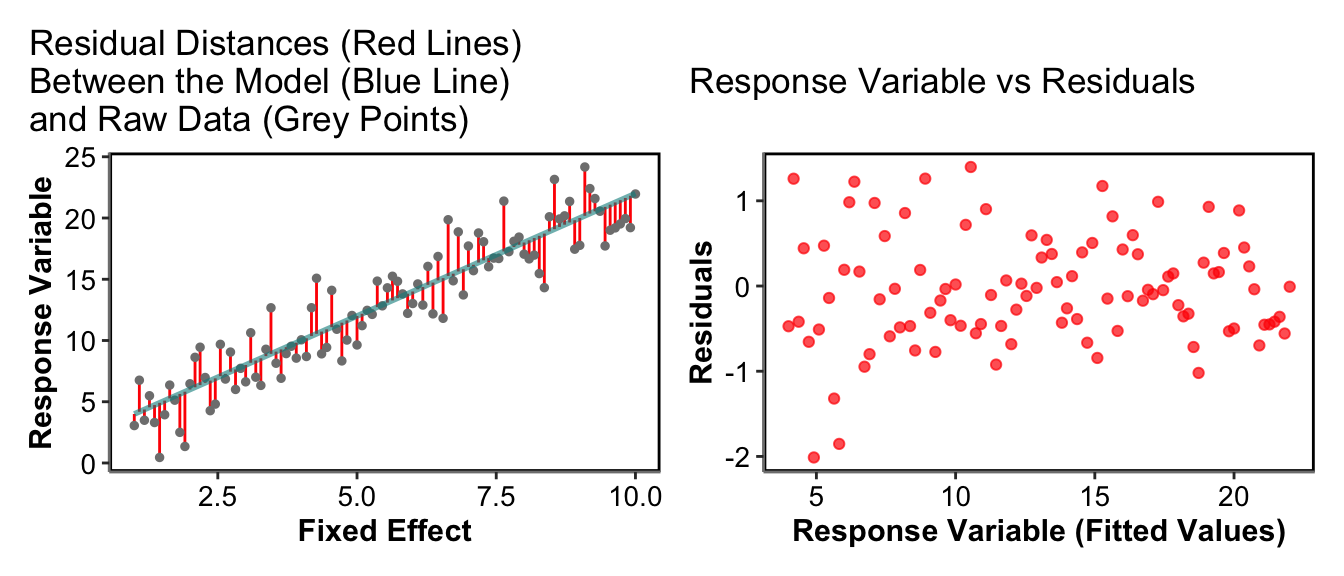 Residual Distances (Red Lines)
Between the Model (Blue Line)
and Raw Data (Grey Points)
Response Variable
25
20
15
10
5
0
2.5
5.0
7.5
10.0
Fixed Effect
Response Variable vs Residuals
Residuals
1
0
-1
-2
5
10
15
20
Response Variable (Fitted Values)